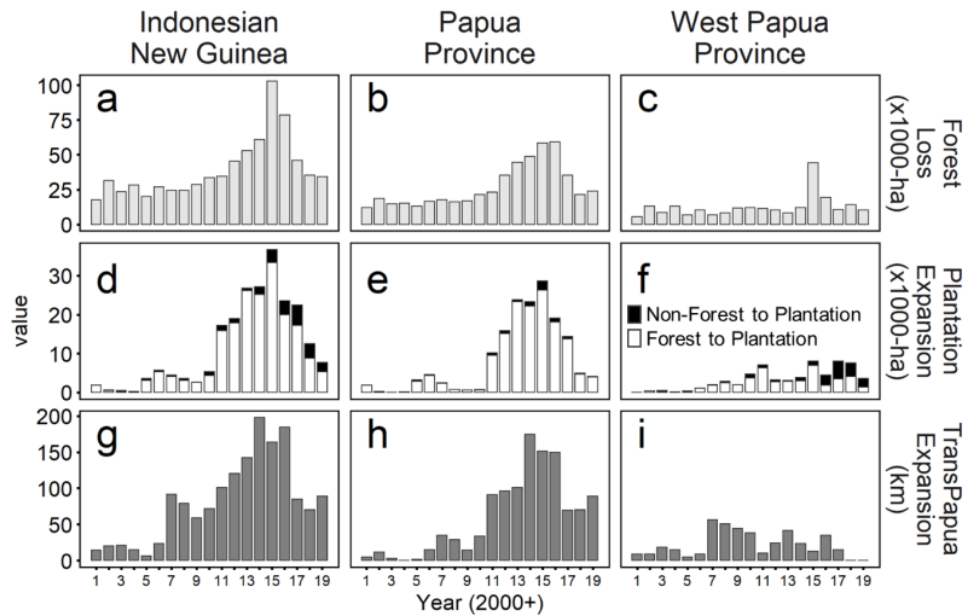 Indonesian
New Guinea
Papua
Province
West Papua
Province
a
b
c
100
75
50
25
0
Forest
Loss
(x1000-ha)
d
e
f
Non-Forest to Plantation
Forest to Plantation
30
20
10
0
value
Plantation
Expansion
(x1000-ha)
g
h
i
200
150
100
50
0
TransPapua
Expansion
(km)
1 3 5 7 9 11 13 15 17 19
1 3 5 7 9 11 13 15 17 19
1 3 5 7 9 11 13 15 17 19
Year (2000+)